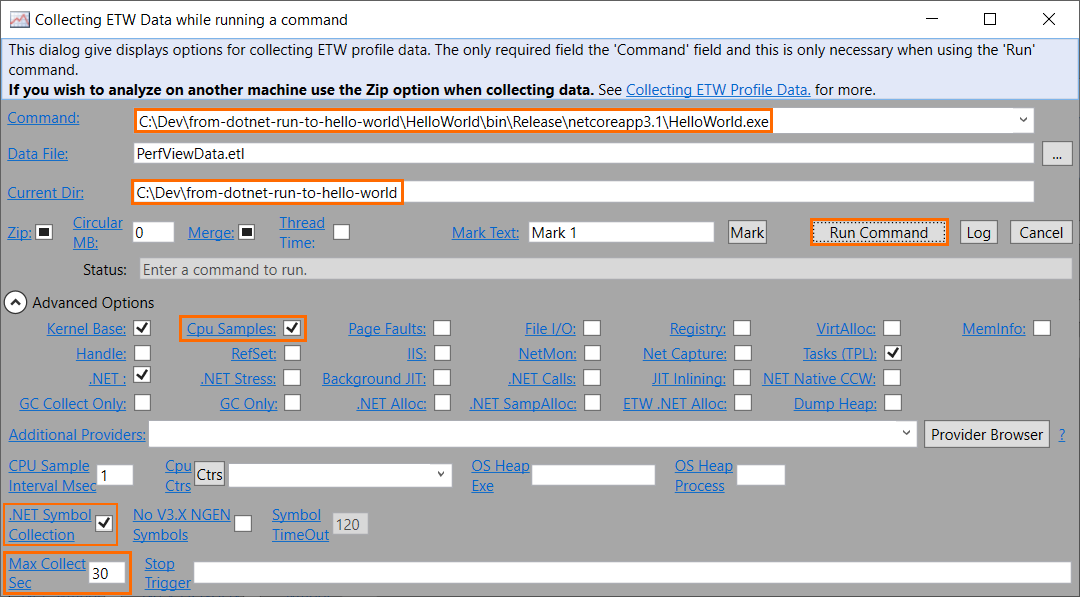 Collecting ETW Data while running a command
This dialog give displays options for collecting ETW profile data. The only required field the 'Command' field and this is only necessary when using the 'Run'
command.
If you wish to analyze on another machine use the Zip option when collecting data. See Collecting ETW Profile Data. for more.
Command: C:\Dev\from-dotnet-run-to-hello-world\HelloWorld\bin\Release\netcoreapp3.1\HelloWorld.exe
Data File: PerfViewData.etl ...
Current Dir: C:\Dev\from-dotnet-run-to-hello-world
Zip: Circular MB: 0 Merge: Thread Time: Mark Text: Mark 1 Mark Run Command Log Cancel
Status: Enter a command to run.
Advanced Options
Kernel Base: Cpu Samples: Page Faults: File I/O: Registry: VirtAlloc: MemInfo:
Handle: RefSet: IIS: NetMon: Net Capture: Tasks (TPL):
.NET : .NET Stress: Background JIT: .NET Calls: JIT Inlining: .NET Native CCW:
GC Collect Only: GC Only: .NET Alloc: .NET SampAlloc: ETW .NET Alloc: Dump Heap:
Additional Providers: Provider Browser ?
CPU Sample Interval Msec 1 Cpu Ctrs Ctrs OS Heap Exe OS Heap Process
.NET Symbol Collection No V3.X NGEN Symbols Symbol TimeOut 120
Max Collect Sec 30 Stop Trigger